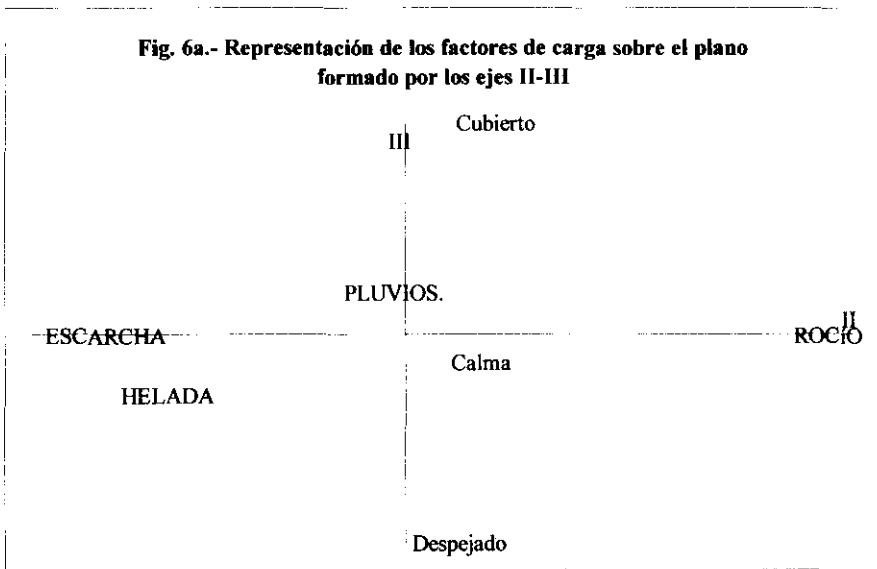 Fig. 6a.- Representación de los factores de carga sobre el plano
formado por los ejes II-III
Cubierto
III
PLUVIOS.
II
ESCARCHA
ROCÍO
Calma
HELADA
Despejado